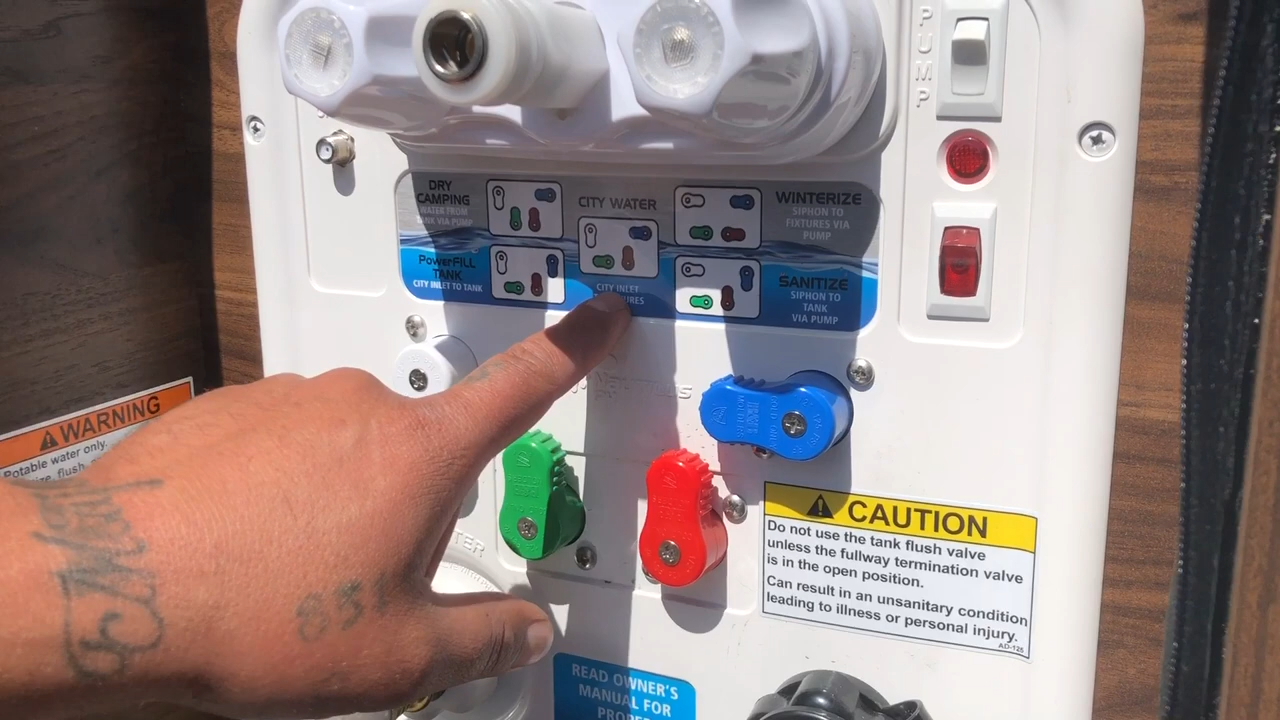 PUMP
DRY
CAMPING
WATER FROM
TANK VIA PUMP
CITY WATER
WINTERIZE
SIPHON TO
FIXTURES VIA
PUMP
PowerFILL
TANK
CITY INLET TO TANK
CITY INLET
SANITIZE
SIPHON TO
TANK
VIA PUMP
WARNING
Potable water only.
flush
CAUTION
Do not use the tank flush valve
unless the fullway termination valve
is in the open position.
Can result in an unsanitary condition
leading to illness or personal injury.
AD-126
READ OWNER'S
MANUAL FOR